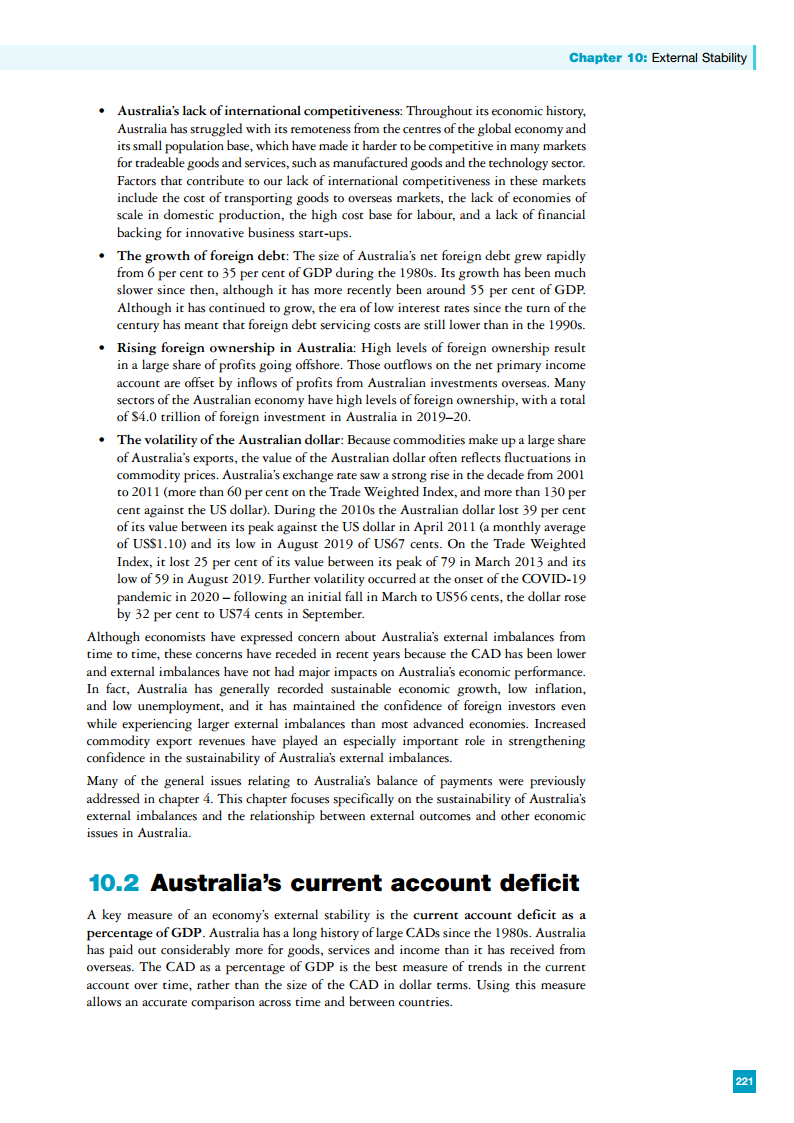 Chapter 10: External Stability
• Australia’s lack of international competitiveness: Throughout its economic history,
Australia has struggled with its remoteness from the centres of the global economy and
its small population base, which have made it harder to be competitive in many markets
for tradeable goods and services, such as manufactured goods and the technology sector.
Factors that contribute to our lack of international competitiveness in these markets
include the cost of transporting goods to overseas markets, the lack of economies of
scale in domestic production, the high cost base for labour, and a lack of financial
backing for innovative business start-ups.
• The growth of foreign debt: The size of Australia’s net foreign debt grew rapidly
from 6 per cent to 35 per cent of GDP during the 1980s. Its growth has been much
slower since then, although it has more recently been around 55 per cent of GDP.
Although it has continued to grow, the era of low interest rates since the turn of the
century has meant that foreign debt servicing costs are still lower than in the 1990s.
• Rising foreign ownership in Australia: High levels of foreign ownership result
in a large share of profits going offshore. Those outflows on the net primary income
account are offset by inflows of profits from Australian investments overseas. Many
sectors of the Australian economy have high levels of foreign ownership, with a total
of $4.0 trillion of foreign investment in Australia in 2019–20.
• The volatility of the Australian dollar: Because commodities make up a large share
of Australia’s exports, the value of the Australian dollar often reflects fluctuations in
commodity prices. Australia’s exchange rate saw a strong rise in the decade from 2001
to 2011 (more than 60 per cent on the Trade Weighted Index, and more than 130 per
cent against the US dollar). During the 2010s the Australian dollar lost 39 per cent
of its value between its peak against the US dollar in April 2011 (a monthly average
of US$1.10) and its low in August 2019 of US67 cents. On the Trade Weighted
Index, it lost 25 per cent of its value between its peak of 79 in March 2013 and its
low of 59 in August 2019. Further volatility occurred at the onset of the COVID-19
pandemic in 2020 – following an initial fall in March to US56 cents, the dollar rose
by 32 per cent to US74 cents in September.
Although economists have expressed concern about Australia’s external imbalances from
time to time, these concerns have receded in recent years because the CAD has been lower
and external imbalances have not had major impacts on Australia’s economic performance.
In fact, Australia has generally recorded sustainable economic growth, low inflation,
and low unemployment, and it has maintained the confidence of foreign investors even
while experiencing larger external imbalances than most advanced economies. Increased
commodity export revenues have played an especially important role in strengthening
confidence in the sustainability of Australia’s external imbalances.
Many of the general issues relating to Australia’s balance of payments were previously
addressed in chapter 4. This chapter focuses specifically on the sustainability of Australia’s
external imbalances and the relationship between external outcomes and other economic
issues in Australia.
10.2 Australia’s current account deficit
A key measure of an economy’s external stability is the current account deficit as a
percentage of GDP. Australia has a long history of large CADs since the 1980s. Australia
has paid out considerably more for goods, services and income than it has received from
overseas. The CAD as a percentage of GDP is the best measure of trends in the current
account over time, rather than the size of the CAD in dollar terms. Using this measure
allows an accurate comparison across time and between countries.
221